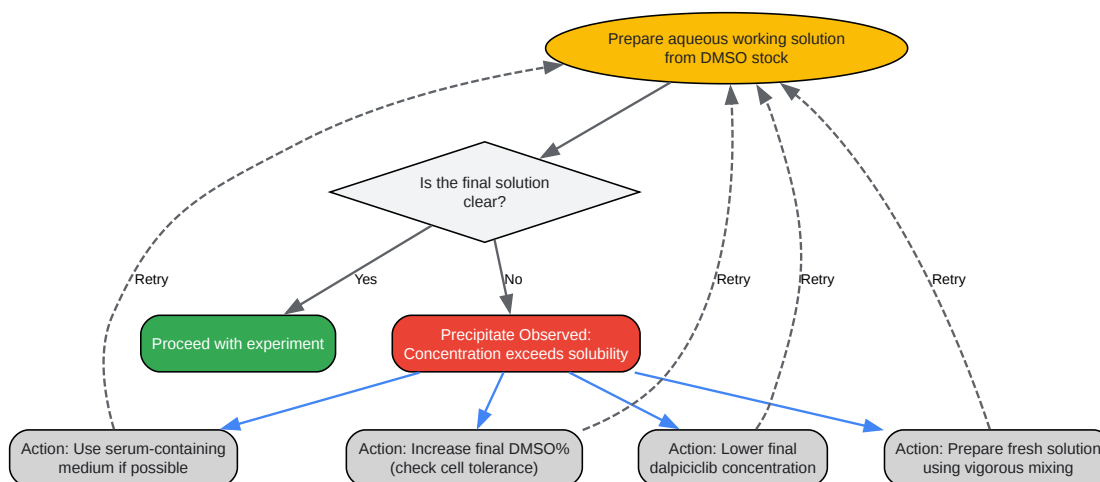 Prepare aqueous working solution
from DMSO stock
Is the final solution
clear?
Retry
Yes
No
Retry
Retry
Retry
Proceed with experiment
Precipitate Observed:
Concentration exceeds solubility
Action: Use serum-containing
medium if possible
Action: Increase final DMSO%
(check cell tolerance)
Action: Lower final
dalpiciclib concentration
Action: Prepare fresh solution
using vigorous mixing